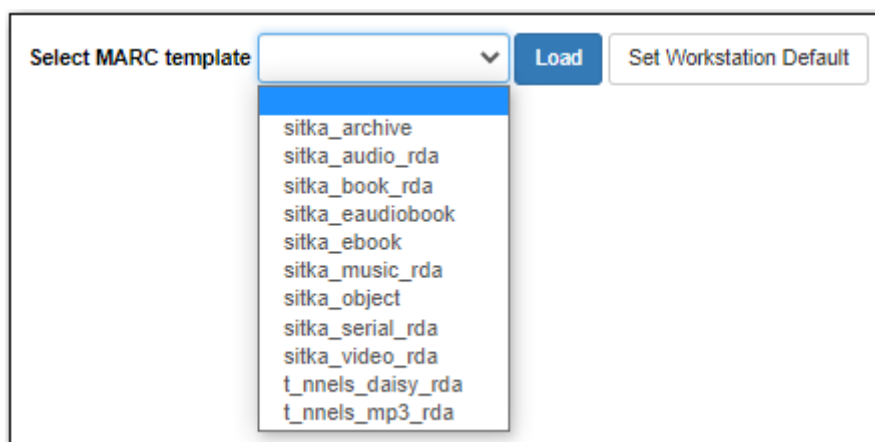 Select MARC template Load Set Workstation Default
sitka_archive
sitka_audio_rda
sitka_book_rda
sitka_eaudiobook
sitka_ebook
sitka_music_rda
sitka_object
sitka_serial_rda
sitka_video_rda
t_nnels_daisy_rda
t_nnels_mp3_rda